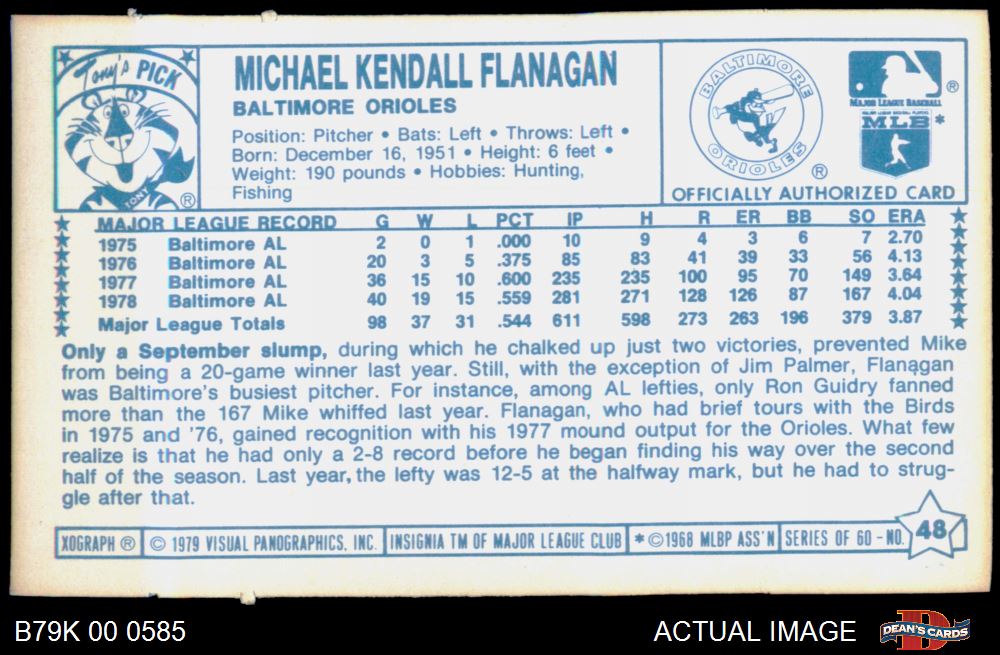 Tony's PICK
TONY
®
MICHAEL KENDALL FLANAGAN
BALTIMORE ORIOLES
Position: Pitcher • Bats: Left • Throws: Left •
Born: December 16, 1951 • Height: 6 feet •
Weight: 190 pounds • Hobbies: Hunting,
Fishing
BALTIMORE
ORIOLES
®
®
MAJOR LEAGUE BASEBALL
MLB *
OFFICIALLY AUTHORIZED CARD
MAJOR LEAGUE RECORD G W L PCT IP H R ER BB SO ERA
1975 Baltimore AL 2 0 1 .000 10 9 4 3 6 7 2.70
1976 Baltimore AL 20 3 5 .375 85 83 41 39 33 56 4.13
1977 Baltimore AL 36 15 10 .600 235 235 100 95 70 149 3.64
1978 Baltimore AL 40 19 15 .559 281 271 128 126 87 167 4.04
Major League Totals 98 37 31 .544 611 598 273 263 196 379 3.87
Only a September slump, during which he chalked up just two victories, prevented Mike
from being a 20-game winner last year. Still, with the exception of Jim Palmer, Flanagan
was Baltimore's busiest pitcher. For instance, among AL lefties, only Ron Guidry fanned
more than the 167 Mike whiffed last year. Flanagan, who had brief tours with the Birds
in 1975 and '76, gained recognition with his 1977 mound output for the Orioles. What few
realize is that he had only a 2-8 record before he began finding his way over the second
half of the season. Last year, the lefty was 12-5 at the halfway mark, but he had to strug-
gle after that.
XOGRAPH ® © 1979 VISUAL PANOGRAPHICS, INC. INSIGNIA TM OF MAJOR LEAGUE CLUB * ©1968 MLBP ASS'N SERIES OF 60 - NO. 48
B79K 00 0585
ACTUAL IMAGE
DEAN'S CARDS